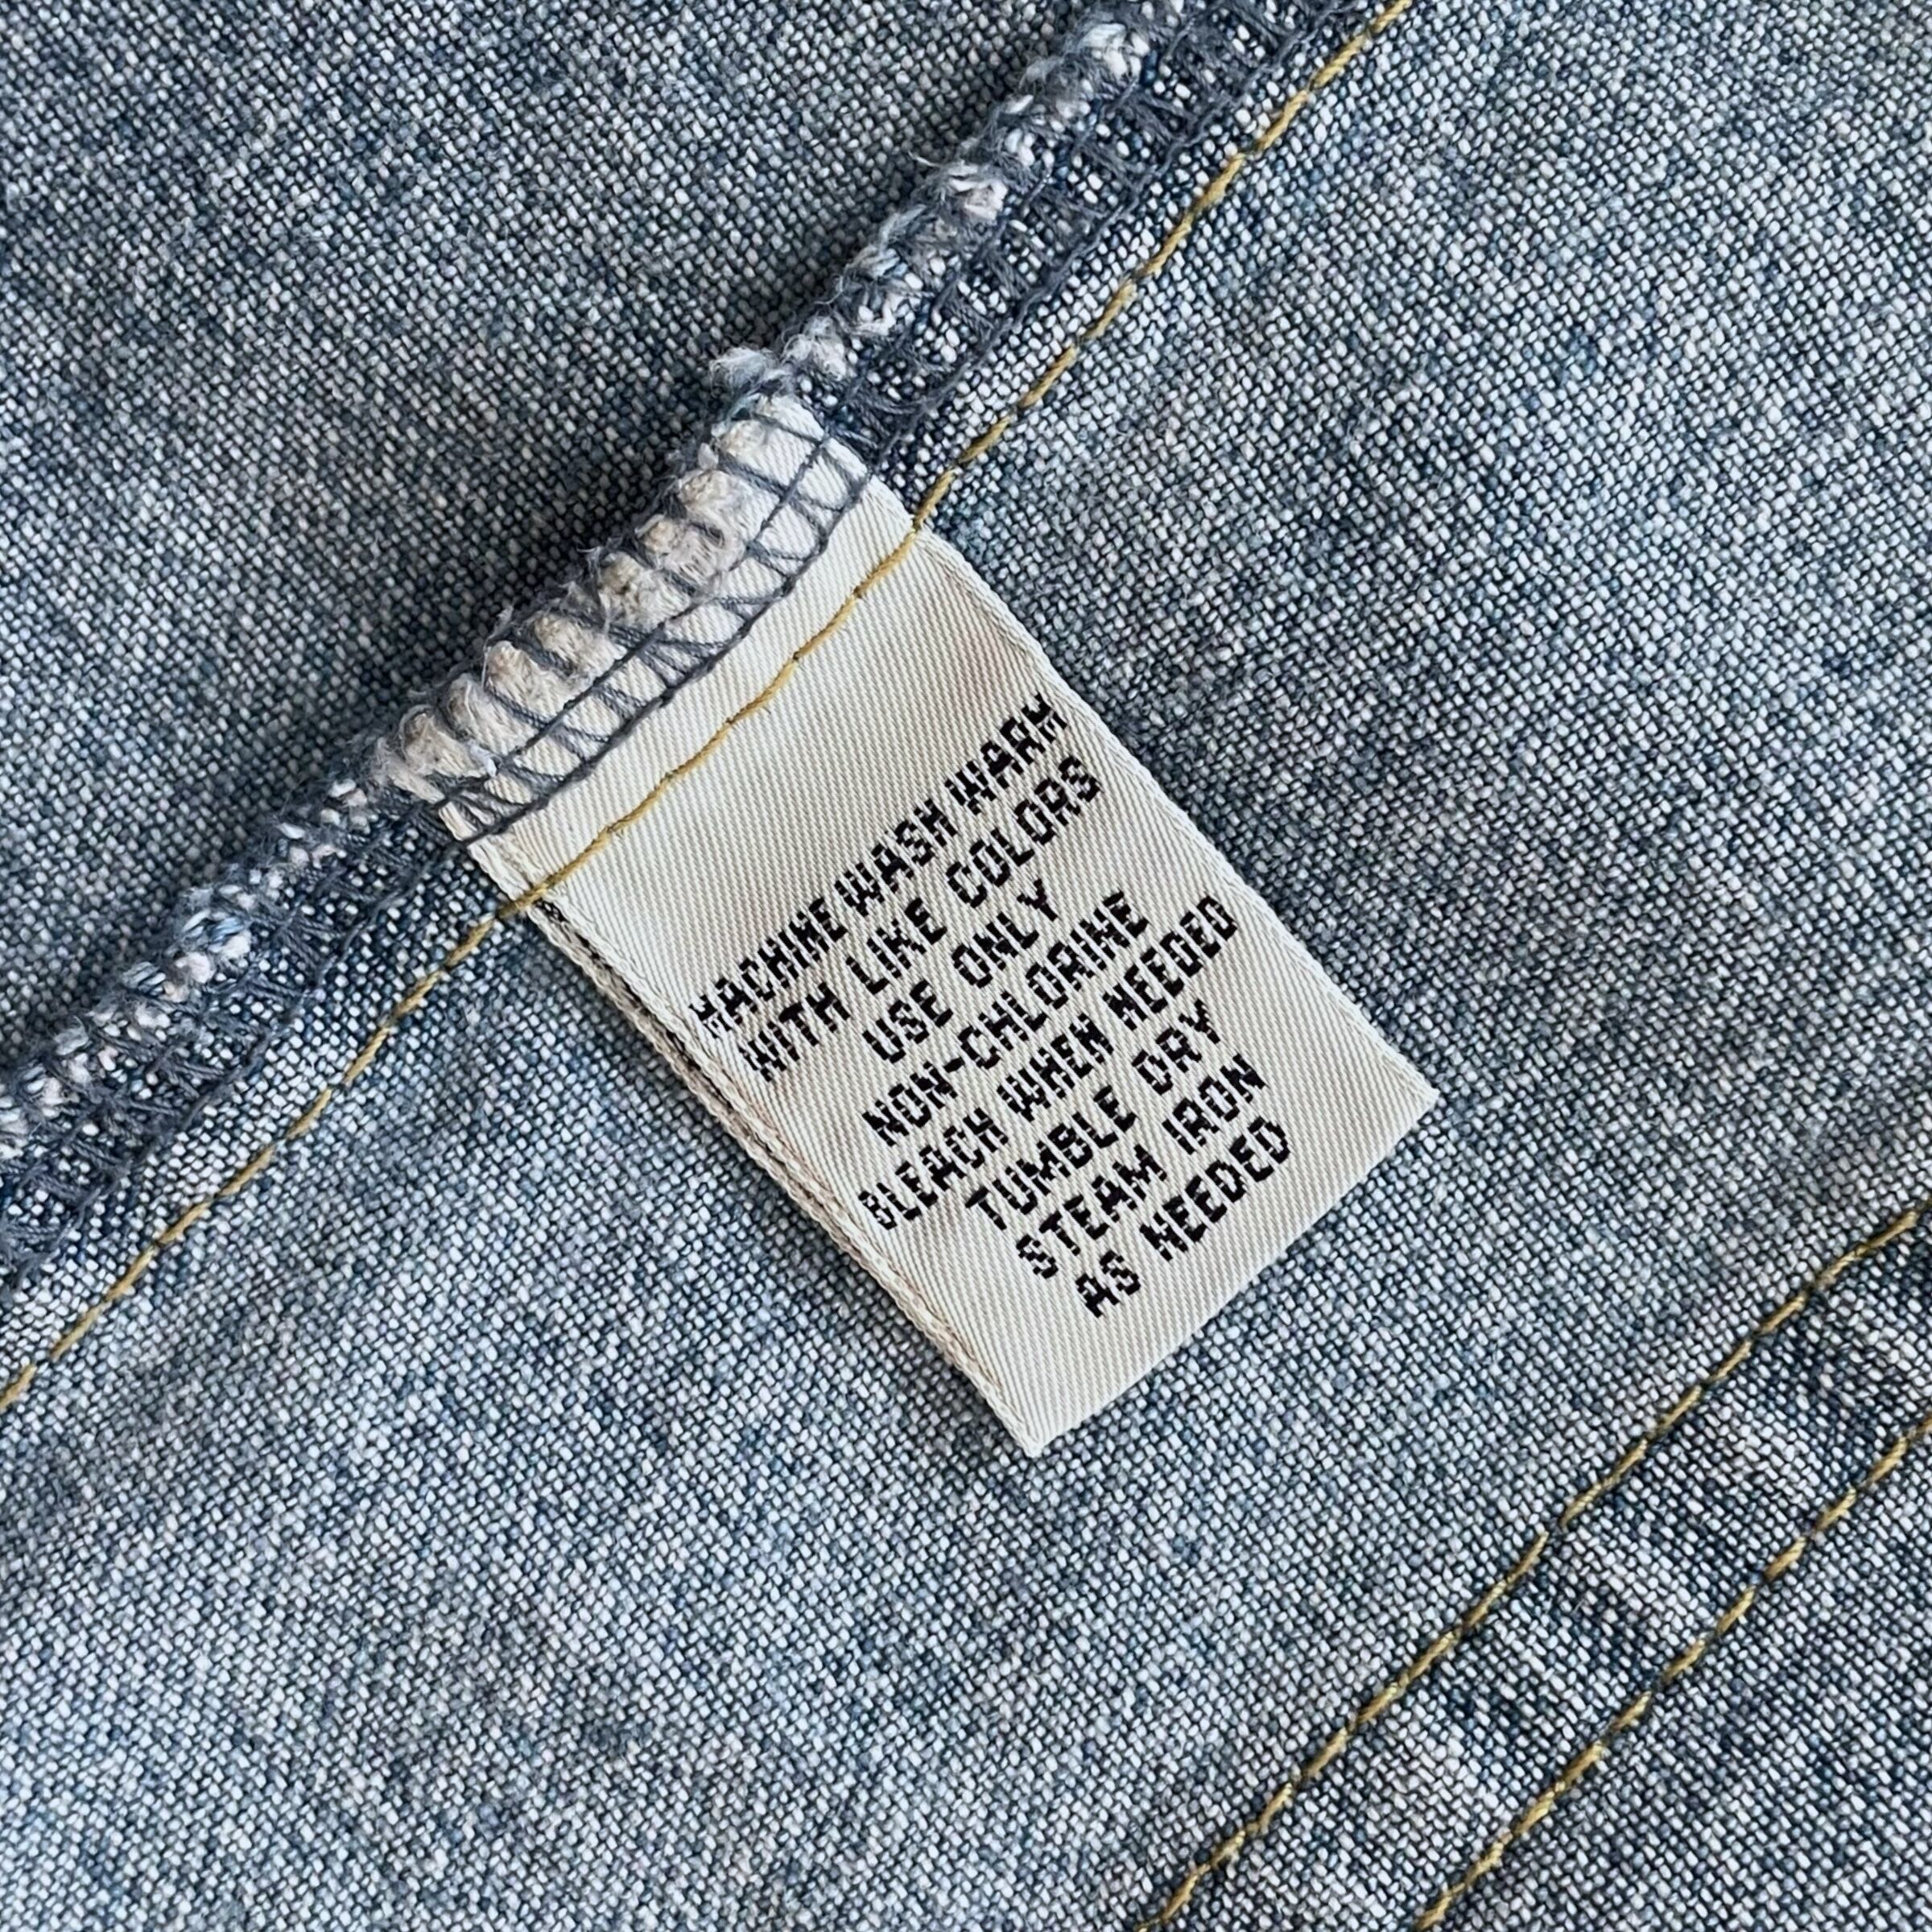 MACHINE WASH WARM
WITH LIKE COLORS
USE ONLY
NON-CHLORINE
BLEACH WHEN NEEDED
TUMBLE DRY
STEAM IRON
AS NEEDED